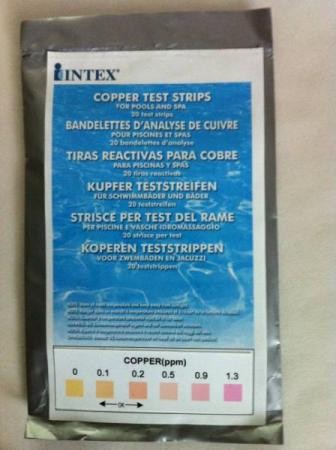 INTEX®
COPPER TEST STRIPS
FOR POOLS AND SPA
20 test strips
BANDELETTES D'ANALYSE DE CUIVRE
POUR PISCINES ET SPAS
20 bandelettes d'analyse
TIRAS REACTIVAS PARA COBRE
PARA PISCINAS Y SPAS
20 tiras reactivas
KUPFER TESTSTREIFEN
FÜR SCHWIMMBÄDER UND BÄDER
20 teststreifen
STRISCE PER TEST DEL RAME
PER PISCINE E VASCHE IDROMASSAGGIO
20 strisce per test
KOPEREN TESTSTRIPPEN
VOOR ZWEMBADEN EN JACUZZI
20 teststrippen
COPPER(ppm)
0 0.1 0.2 0.5 0.9 1.3
OK